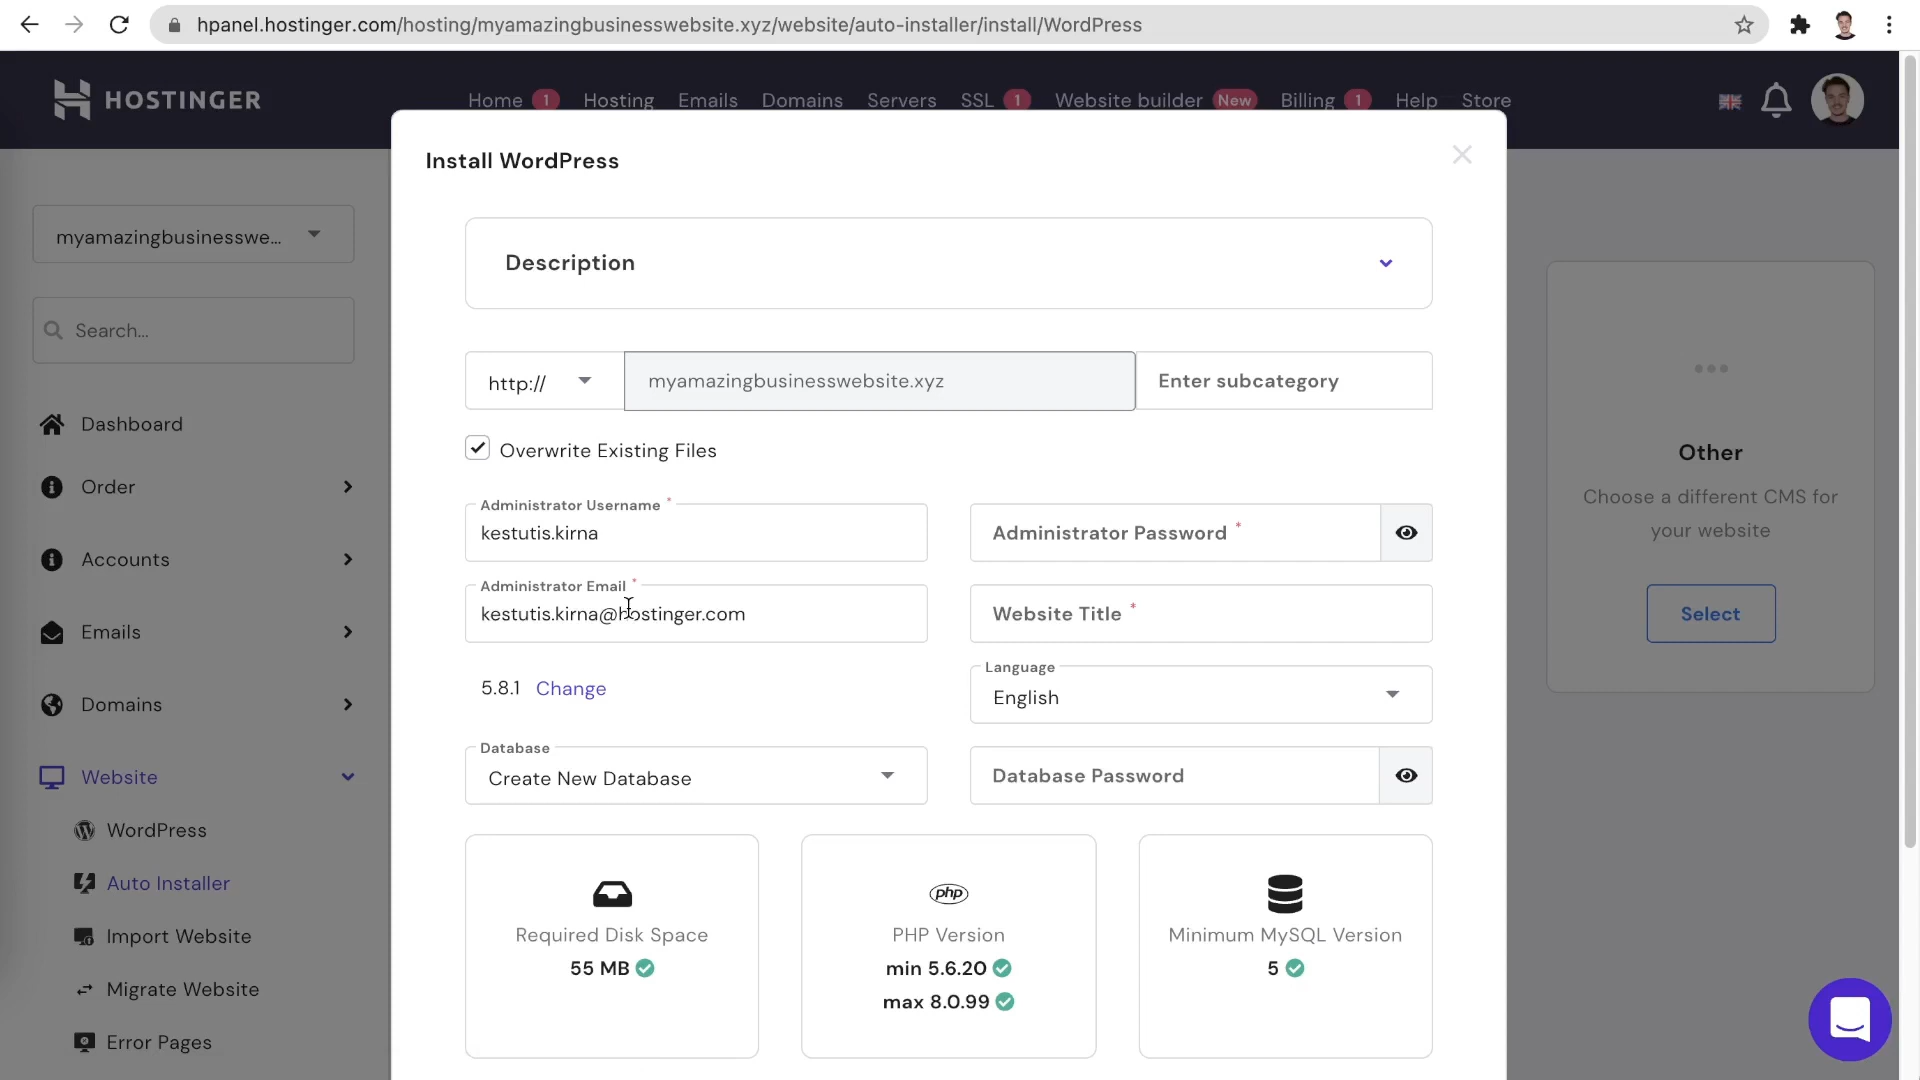 hpanel.hostinger.com/hosting/myamazingbusinesswebsite.xyz/website/auto-installer/install/WordPress
HOSTINGER
Home 1 Hosting Emails Domains Servers SSL 1 Website builder New Billing 1 Help Store
myamazingbusinesswe...
Search...
Dashboard
Order
Accounts
Emails
Domains
Website
WordPress
Auto Installer
Import Website
Migrate Website
Error Pages
Install WordPress
Description
http:// myamazingbusinesswebsite.xyz Enter subcategory
Overwrite Existing Files
Administrator Username *
kestutis.kirna
Administrator Password *
Administrator Email *
kestutis.kirna@hostinger.com
Website Title *
5.8.1 Change
Language
English
Database
Create New Database
Database Password
Required Disk Space
55 MB
php
PHP Version
min 5.6.20
max 8.0.99
Minimum MySQL Version
5
Other
Choose a different CMS for
your website
Select